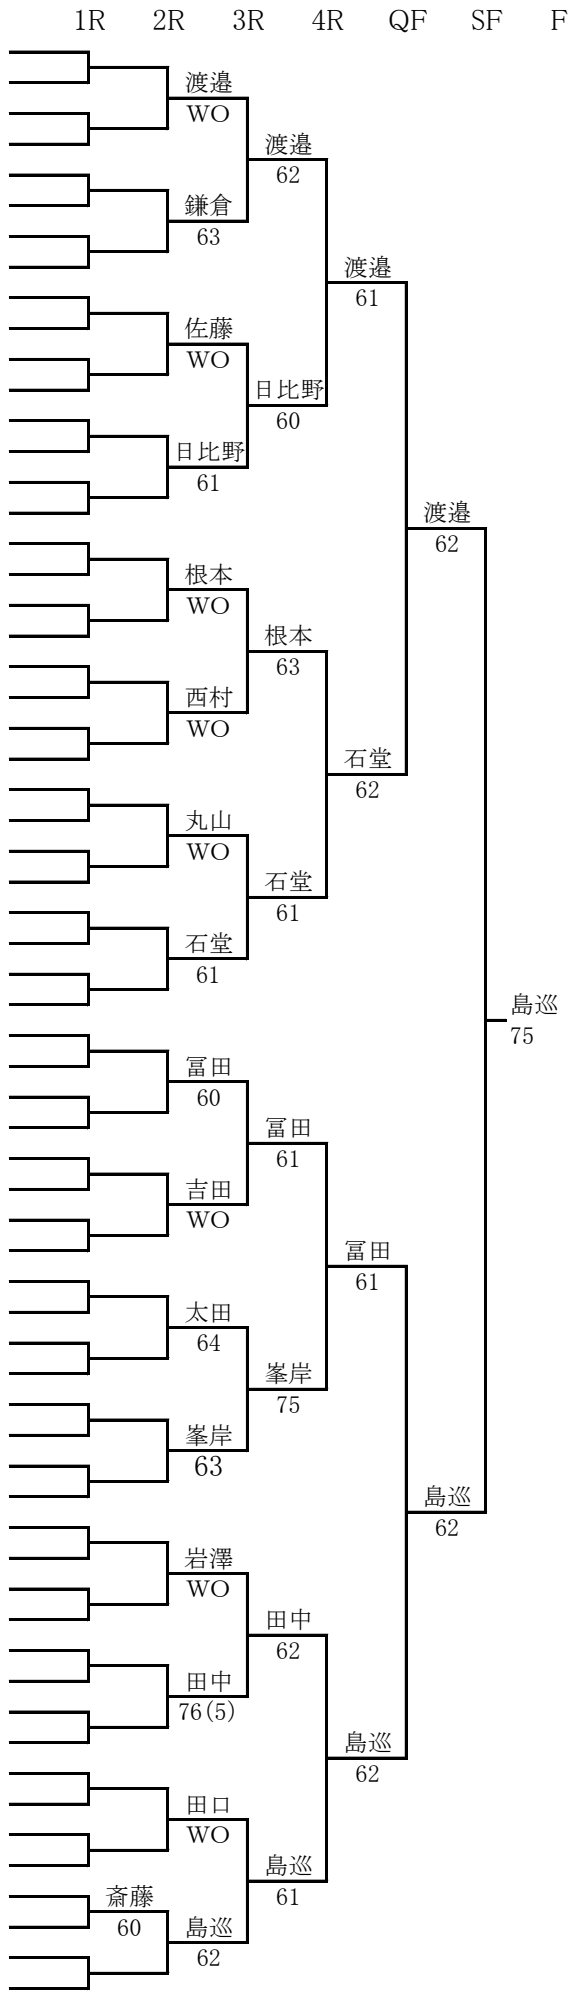 1R 2R 3R 4R QF SF F
渡邉
WO
渡邉
62
鎌倉
63
渡邉
61
佐藤
WO
日比野
60
日比野
61
渡邉
62
根本
WO
根本
63
西村
WO
石堂
62
丸山
WO
石堂
61
石堂
61
島巡
75
冨田
60
冨田
61
吉田
WO
冨田
61
太田
64
峯岸
75
峯岸
63
島巡
62
岩澤
WO
田中
62
田中
76(5)
島巡
62
田口
WO
島巡
61
斎藤
60
島巡
62